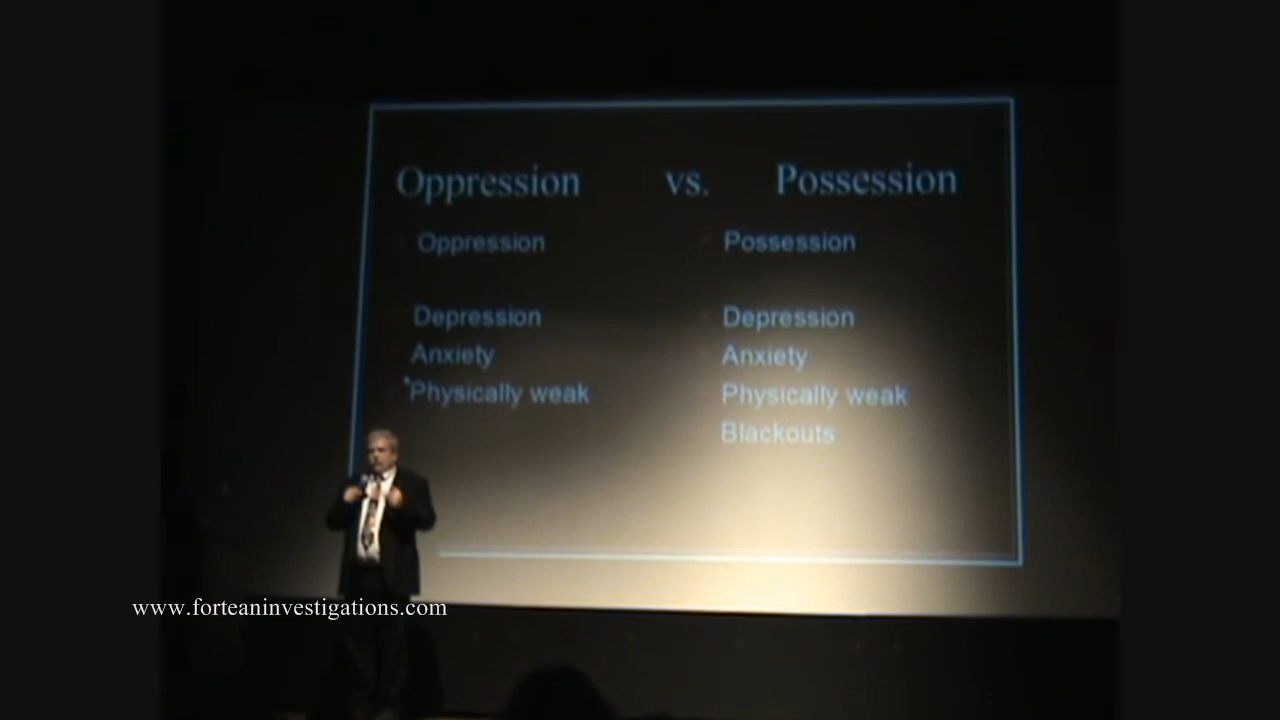 Oppression vs. Possession
Oppression
Depression
Anxiety
Physically weak
Possession
Depression
Anxiety
Physically weak
Blackouts
www.forteaninvestigations.com